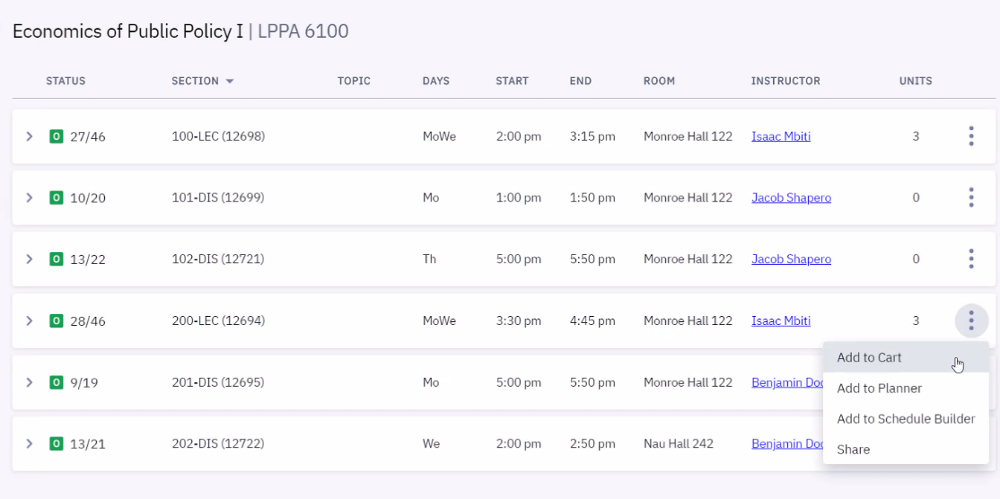 Economics of Public Policy I | LPPA 6100
STATUS SECTION TOPIC DAYS START END ROOM INSTRUCTOR UNITS
O 27/46 100-LEC (12698) MoWe 2:00 pm 3:15 pm Monroe Hall 122 Isaac Mbiti 3
O 10/20 101-DIS (12699) Mo 1:00 pm 1:50 pm Monroe Hall 122 Jacob Shapero 0
O 13/22 102-DIS (12721) Th 5:00 pm 5:50 pm Monroe Hall 122 Jacob Shapero 0
O 28/46 200-LEC (12694) MoWe 3:30 pm 4:45 pm Monroe Hall 122 Isaac Mbiti 3
O 9/19 201-DIS (12695) Mo 5:00 pm 5:50 pm Monroe Hall 122 Benjamin
O 13/21 202-DIS (12722) We 2:00 pm 2:50 pm Nau Hall 242 Benjamin
Add to Cart
Add to Planner
Add to Schedule Builder
Share